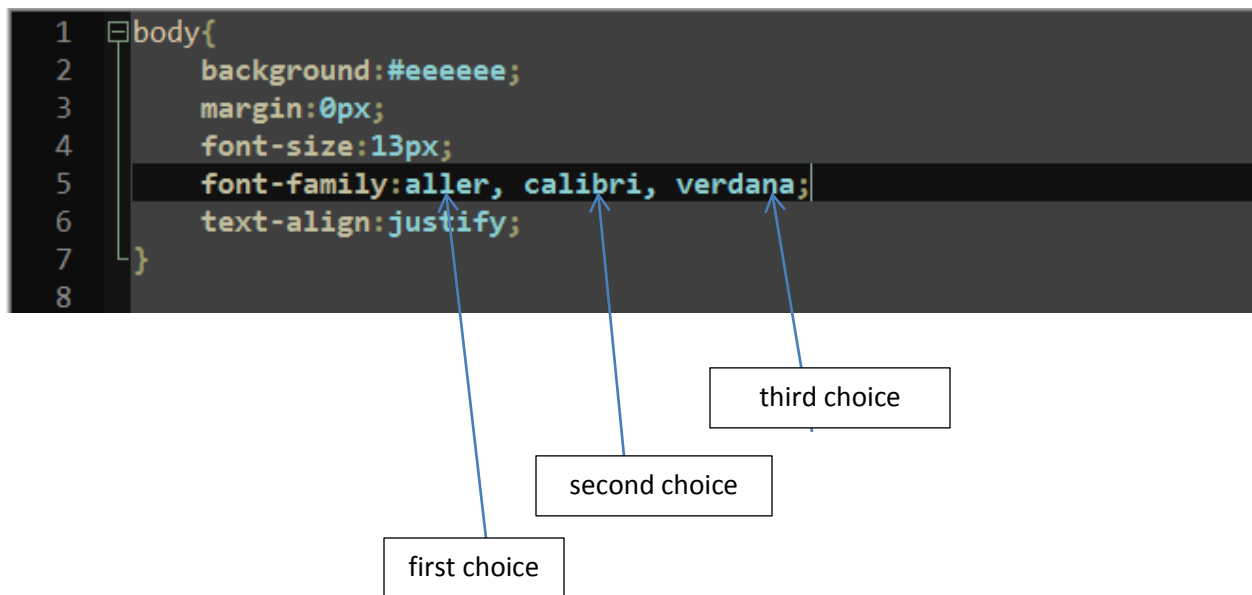 1 body{
2 background:#eeeeee;
3 margin:0px;
4 font-size:13px;
5 font-family:aller, calibri, verdana;
6 text-align:justify;
7 }
8
third choice
second choice
first choice